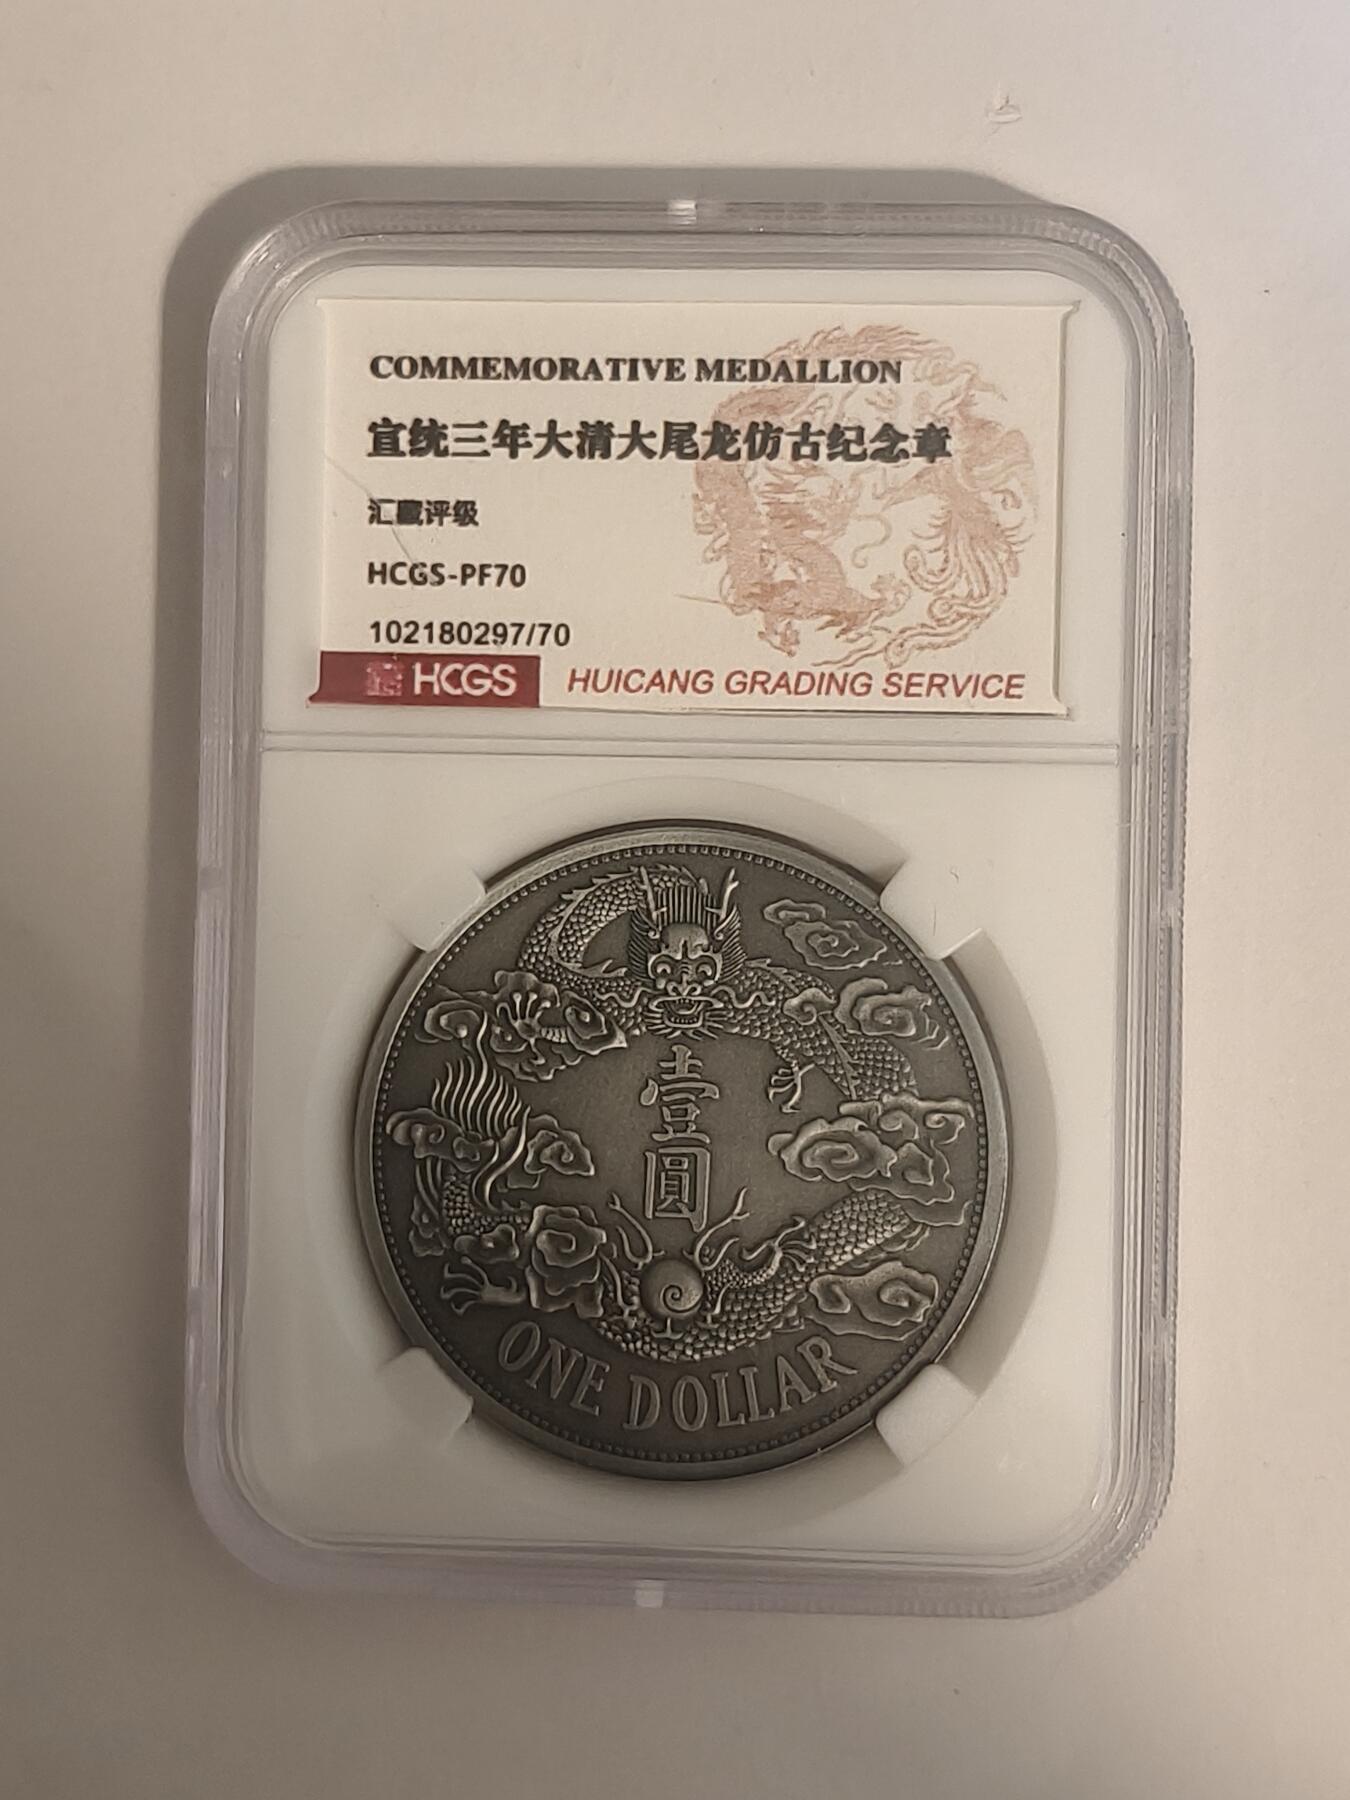 COMMEMORATIVE MEDALLION
宣统三年大清大尾龙仿古纪念章
汇藏评级
HCGS-PF70
102180297/70
HCGS HUICANG GRADING SERVICE
壹
圓
ONE DOLLAR